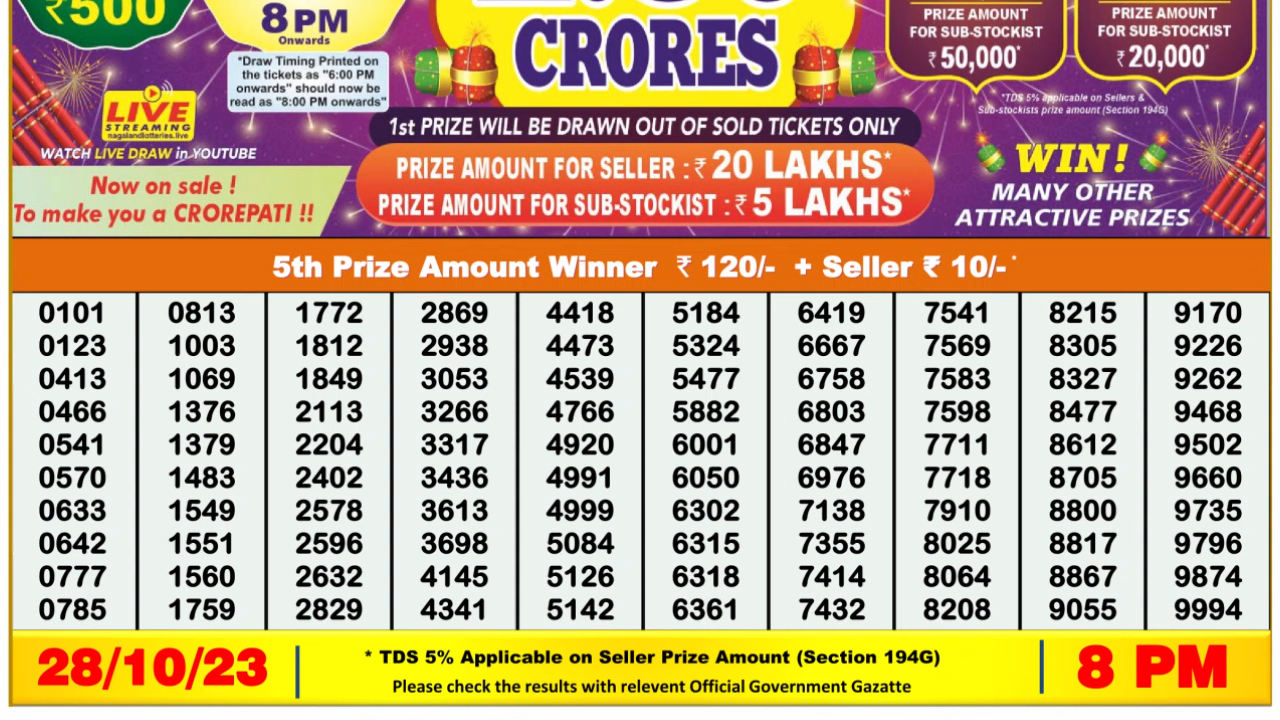 ₹500
8 PM
Onwards
"Draw Timing Printed on
the tickets as "6:00 PM
onwards" should now be
read as "8:00 PM onwards"
LIVE
STREAMING
nagalandlotteries.live
WATCH LIVE DRAW in YOUTUBE
Now on sale !
To make you a CROREPATI !!
CRORES
1st PRIZE WILL BE DRAWN OUT OF SOLD TICKETS ONLY
PRIZE AMOUNT FOR SELLER : ₹ 20 LAKHS*
PRIZE AMOUNT FOR SUB-STOCKIST : ₹ 5 LAKHS*
PRIZE AMOUNT
FOR SUB-STOCKIST
₹ 50,000*
PRIZE AMOUNT
FOR SUB-STOCKIST
₹ 20,000*
*TDS 5% applicable on Sellers &
Sub-stockists prize amount (Section 194G)
WIN !
MANY OTHER
ATTRACTIVE PRIZES
5th Prize Amount Winner ₹ 120/- + Seller ₹ 10/-*
0101 0813 1772 2869 4418 5184 6419 7541 8215 9170
0123 1003 1812 2938 4473 5324 6667 7569 8305 9226
0413 1069 1849 3053 4539 5477 6758 7583 8327 9262
0466 1376 2113 3266 4766 5882 6803 7598 8477 9468
0541 1379 2204 3317 4920 6001 6847 7711 8612 9502
0570 1483 2402 3436 4991 6050 6976 7718 8705 9660
0633 1549 2578 3613 4999 6302 7138 7910 8800 9735
0642 1551 2596 3698 5084 6315 7355 8025 8817 9796
0777 1560 2632 4145 5126 6318 7414 8064 8867 9874
0785 1759 2829 4341 5142 6361 7432 8208 9055 9994
28/10/23
* TDS 5% Applicable on Seller Prize Amount (Section 194G)
Please check the results with relevent Official Government Gazatte
8 PM